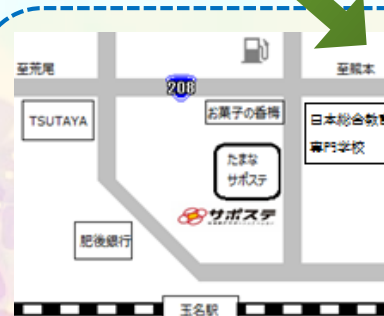 至荒尾
至熊本
208
TSUTAYA
お菓子の香梅
日本総合教育
専門学校
たまな
サポステ
サポステ
肥後銀行
玉名駅